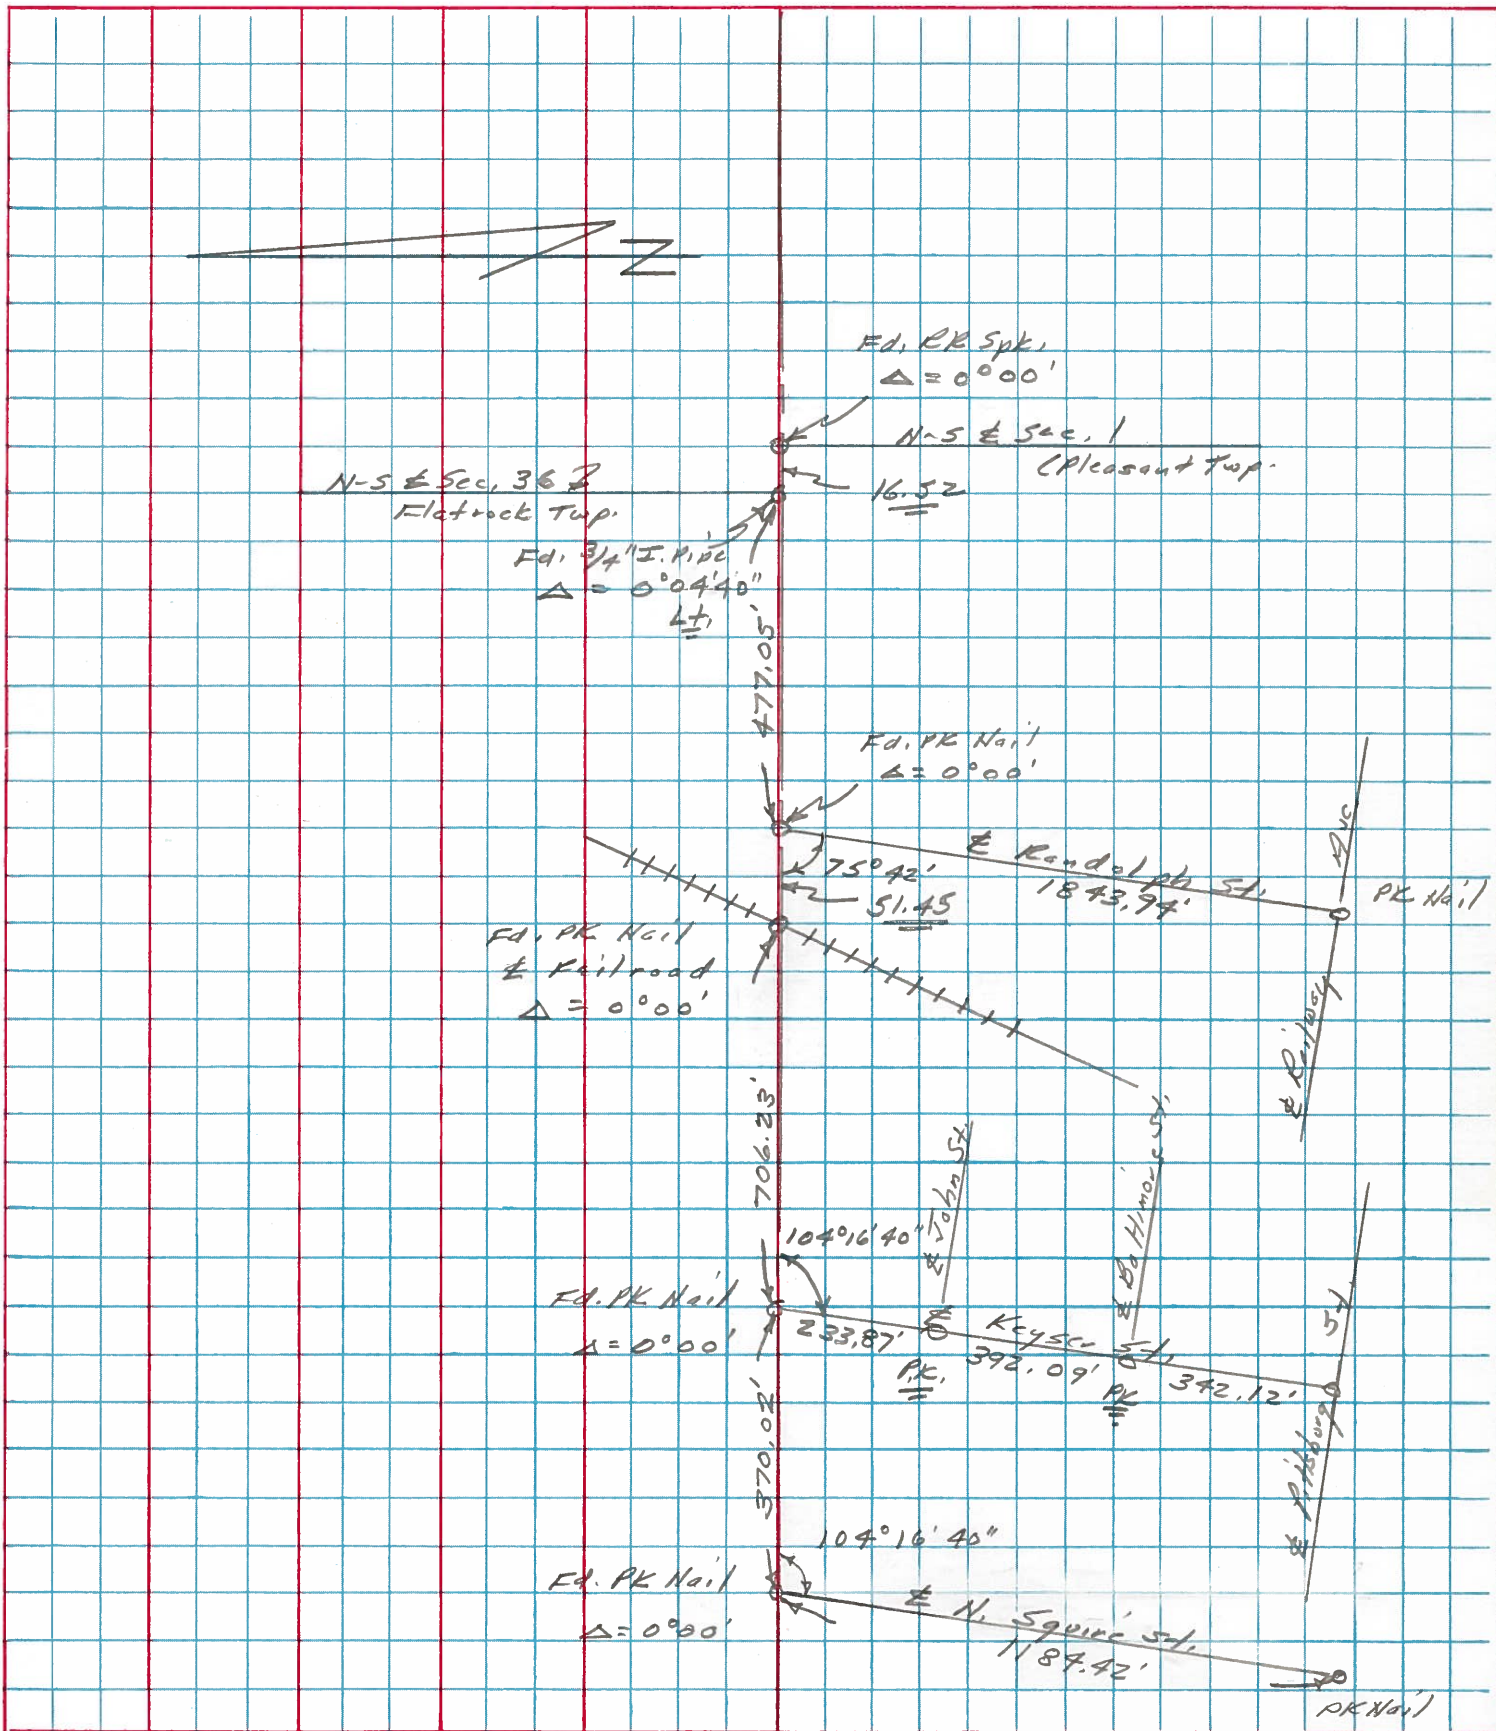 N
Fd. RR Spk.
Δ = 0°00'
N-S ℄ Sec. 1
(Pleasant Twp.
16.52
N-S ℄ Sec. 36
Flatrock Twp.
Fd. 3/4" I. Pipe
Δ = 0°04'40"
Lt.
477.05'
Fd. PK Nail
Δ = 0°00'
℄ Randolph St.
1843.94'
75°42'
51.45
Ave
PK Nail
℄ Railway
Fd. PK Nail
℄ Railroad
Δ = 0°00'
706.23'
℄ John St.
℄ Baltimore St.
104°16'40"
Fd. PK Nail
Δ = 0°00'
233.87'
℄ Keyser St.
392.09'
342.12'
P.K.
PK
370.02'
℄ Pittsburg St.
104°16'40"
Fd. PK Nail
Δ = 0°00'
℄ N. Squire St.
1184.42'
PK Nail